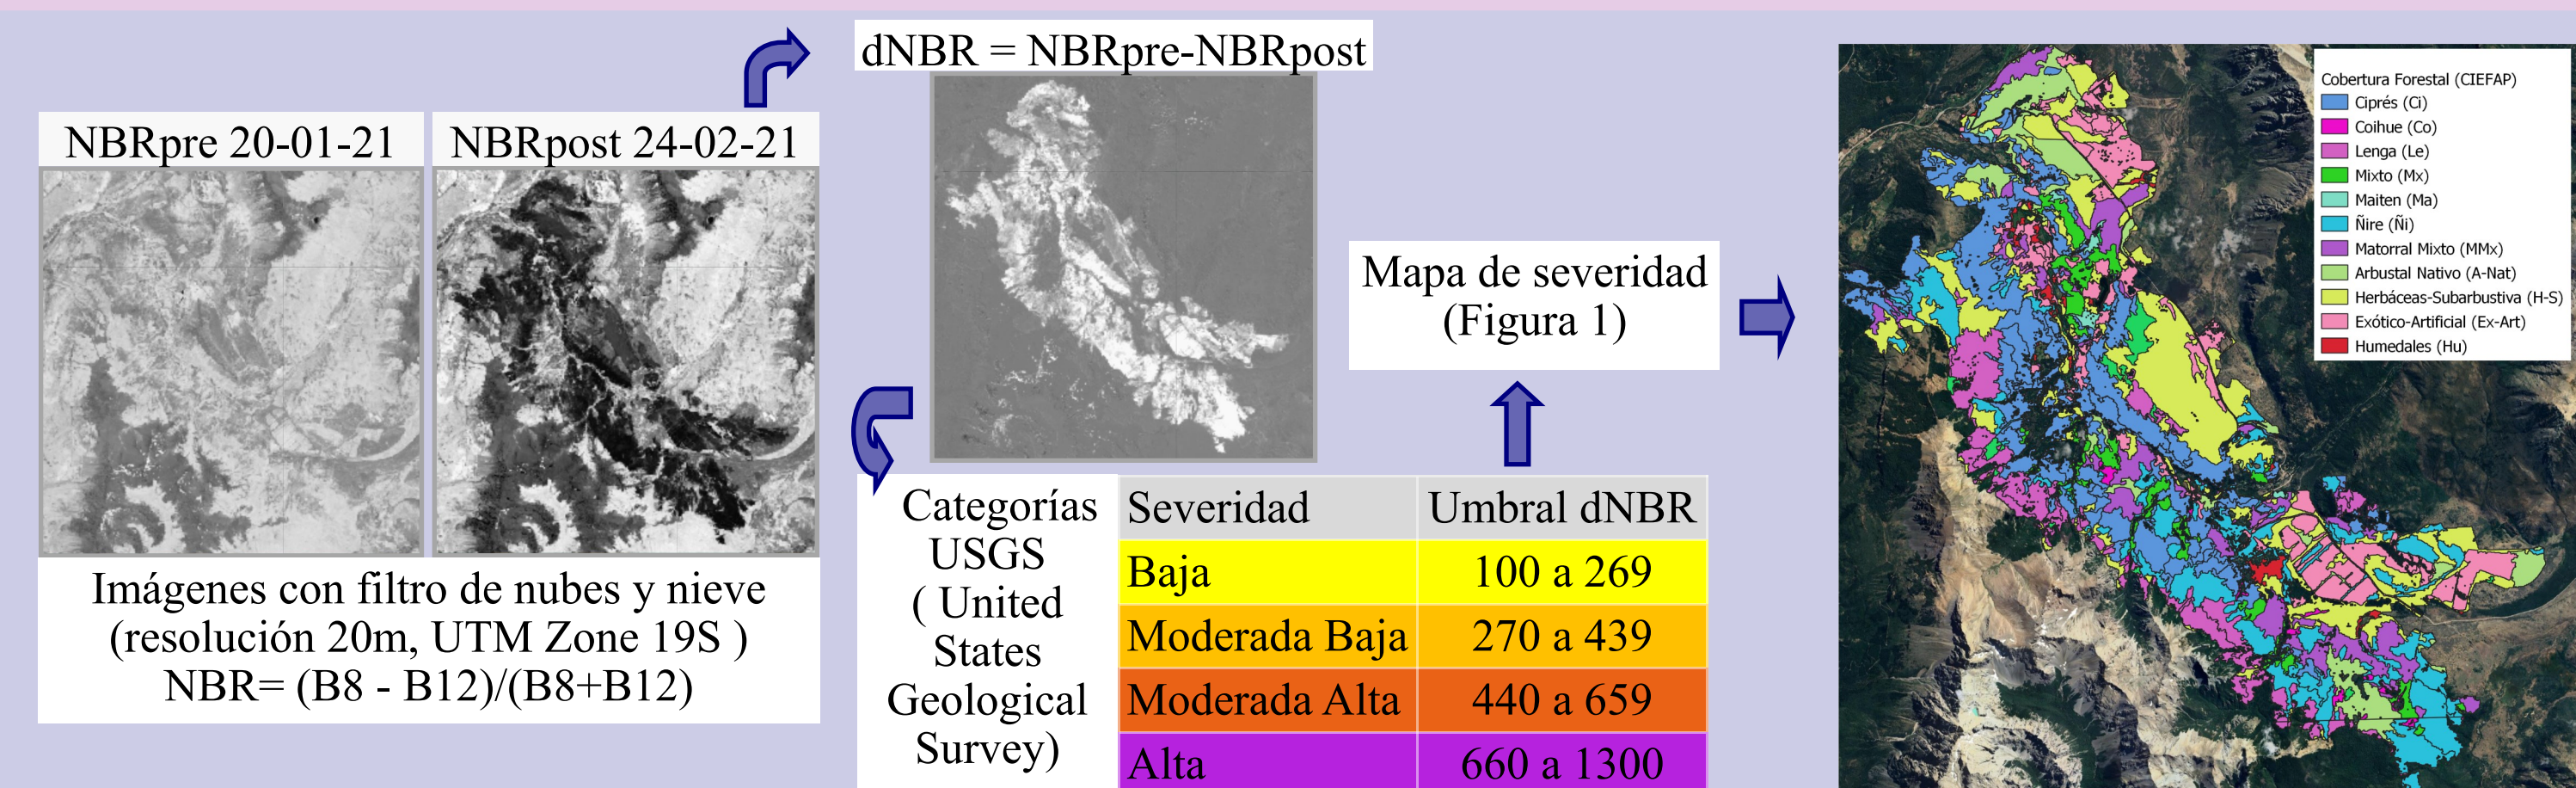 NBRpre 20-01-21
NBRpost 24-02-21
Imágenes con filtro de nubes y nieve
(resolución 20m, UTM Zone 19S )
NBR= (B8 - B12)/(B8+B12)
dNBR = NBRpre-NBRpost
Categorías
USGS
( United
States
Geological
Survey)
Severidad Umbral dNBR
Baja 100 a 269
Moderada Baja 270 a 439
Moderada Alta 440 a 659
Alta 660 a 1300
Mapa de severidad
(Figura 1)
Cobertura Forestal (CIEFAP)
Ciprés (Ci)
Coihue (Co)
Lenga (Le)
Mixto (Mx)
Maiten (Ma)
Ñire (Ñi)
Matorral Mixto (MMx)
Arbustal Nativo (A-Nat)
Herbáceas-Subarbustiva (H-S)
Exótico-Artificial (Ex-Art)
Humedales (Hu)